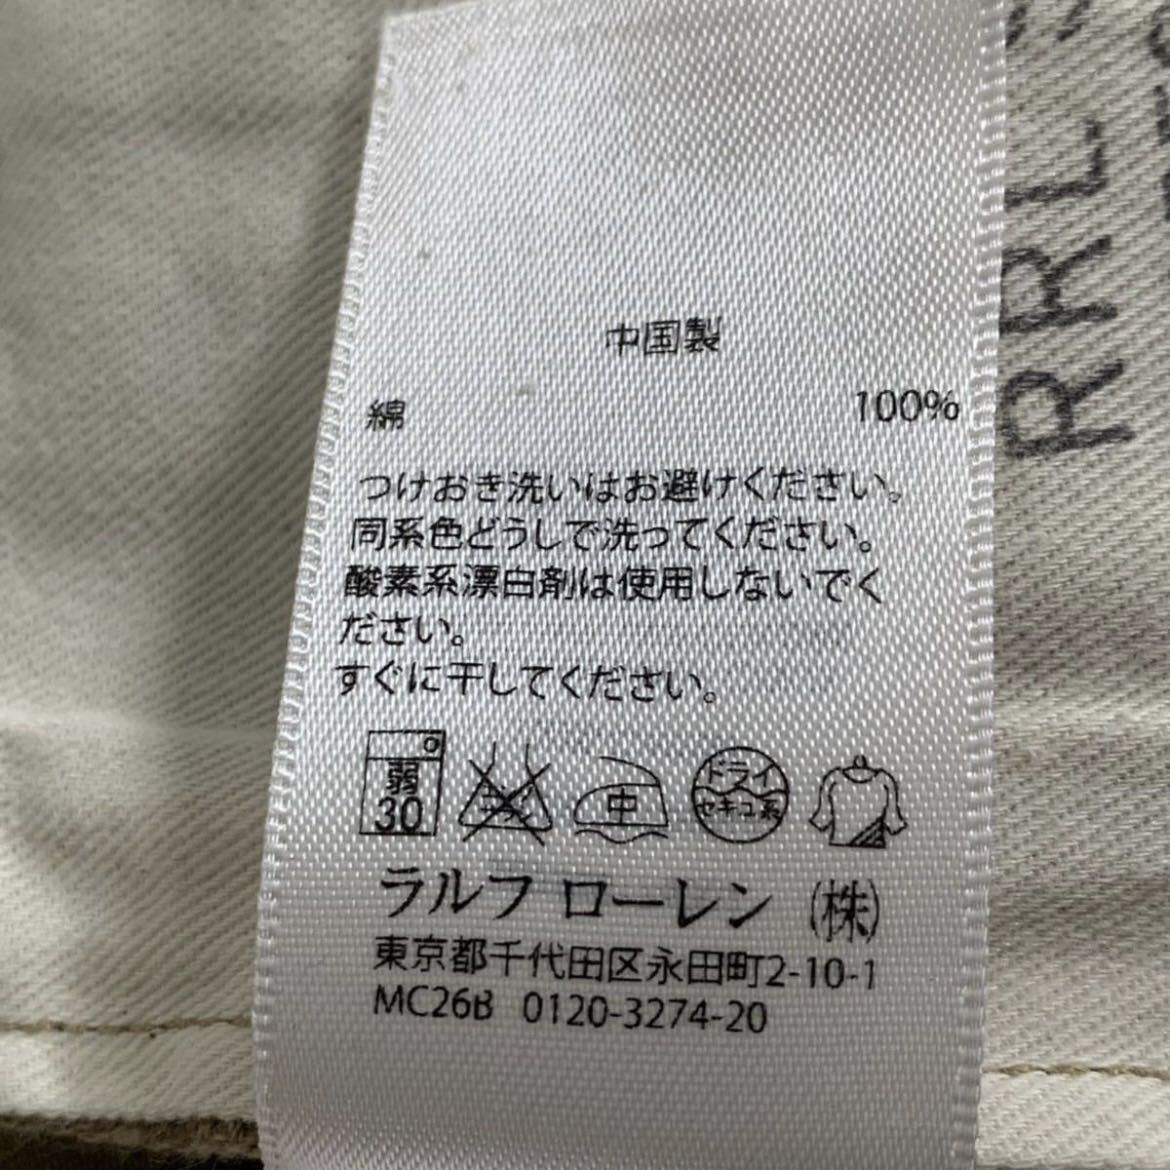 中国製
綿 100%
つけおき洗いはお避けください。
同系色どうしで洗ってください。
酸素系漂白剤は使用しないでく
ださい。
すぐに干してください。
弱
30
中
ドライ
セキユ系
ラルフ ローレン (株)
東京都千代田区永田町2-10-1
MC26B 0120-3274-20
RRL